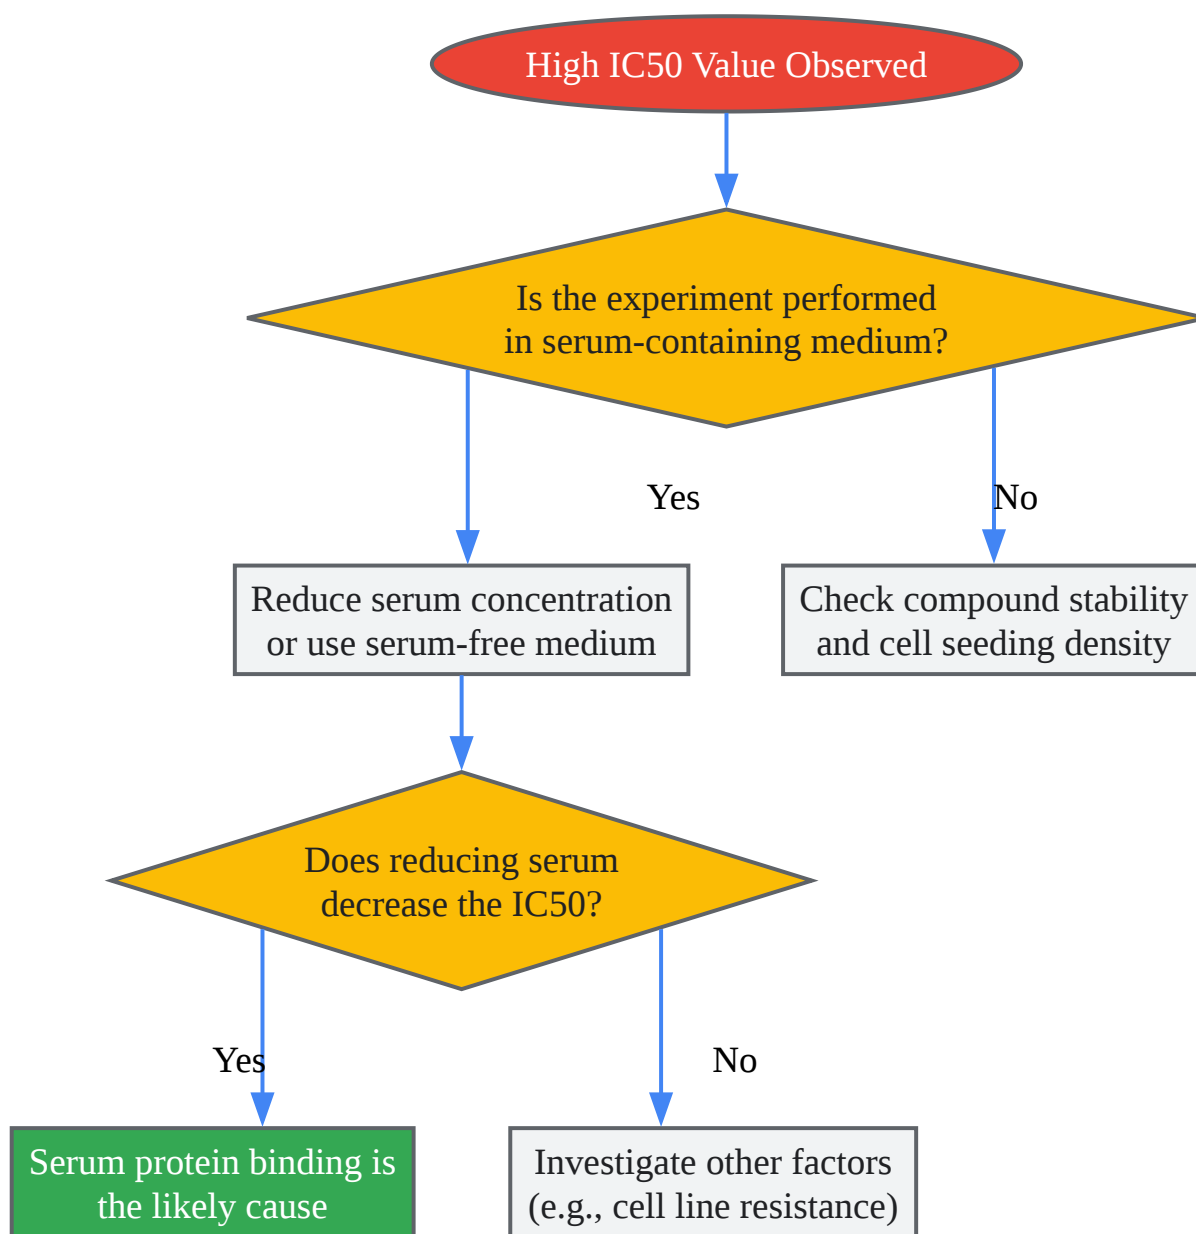 High IC50 Value Observed
Is the experiment performed
in serum-containing medium?
Yes
No
Reduce serum concentration
or use serum-free medium
Check compound stability
and cell seeding density
Does reducing serum
decrease the IC50?
Yes
No
Serum protein binding is
the likely cause
Investigate other factors
(e.g., cell line resistance)